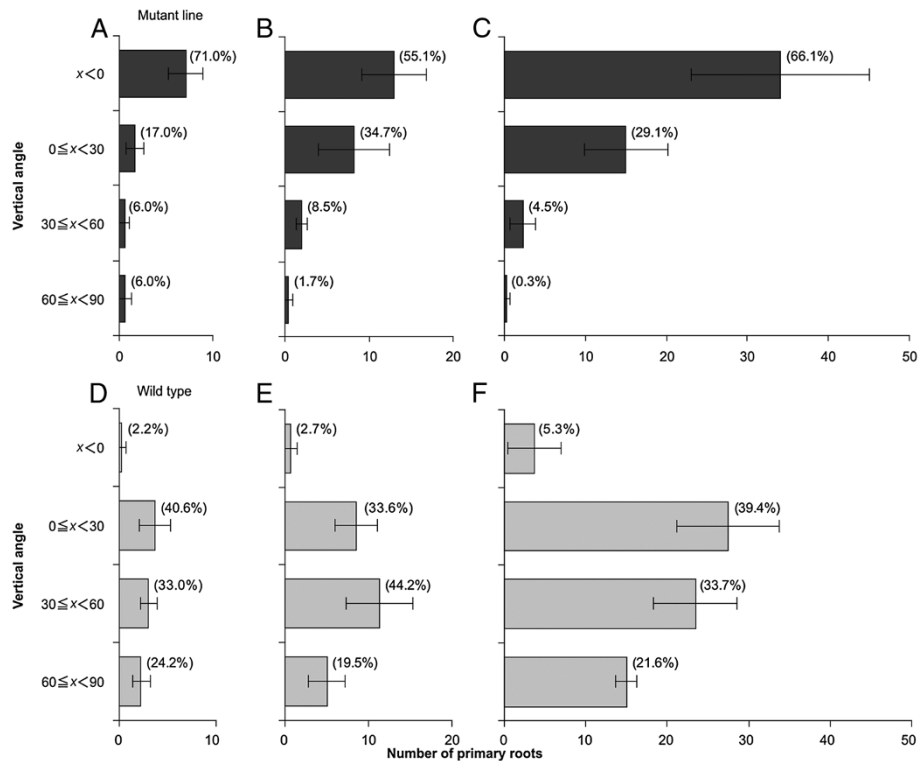 A Mutant line B C
x<0 (71.0%) (55.1%) (66.1%)
0≦x<30 (17.0%) (34.7%) (29.1%)
30≦x<60 (6.0%) (8.5%) (4.5%)
60≦x<90 (6.0%) (1.7%) (0.3%)
Vertical angle
0 10 0 10 20 0 10 20 30 40 50
D Wild type E F
x<0 (2.2%) (2.7%) (5.3%)
0≦x<30 (40.6%) (33.6%) (39.4%)
30≦x<60 (33.0%) (44.2%) (33.7%)
60≦x<90 (24.2%) (19.5%) (21.6%)
Vertical angle
0 10 0 10 20 0 10 20 30 40 50
Number of primary roots